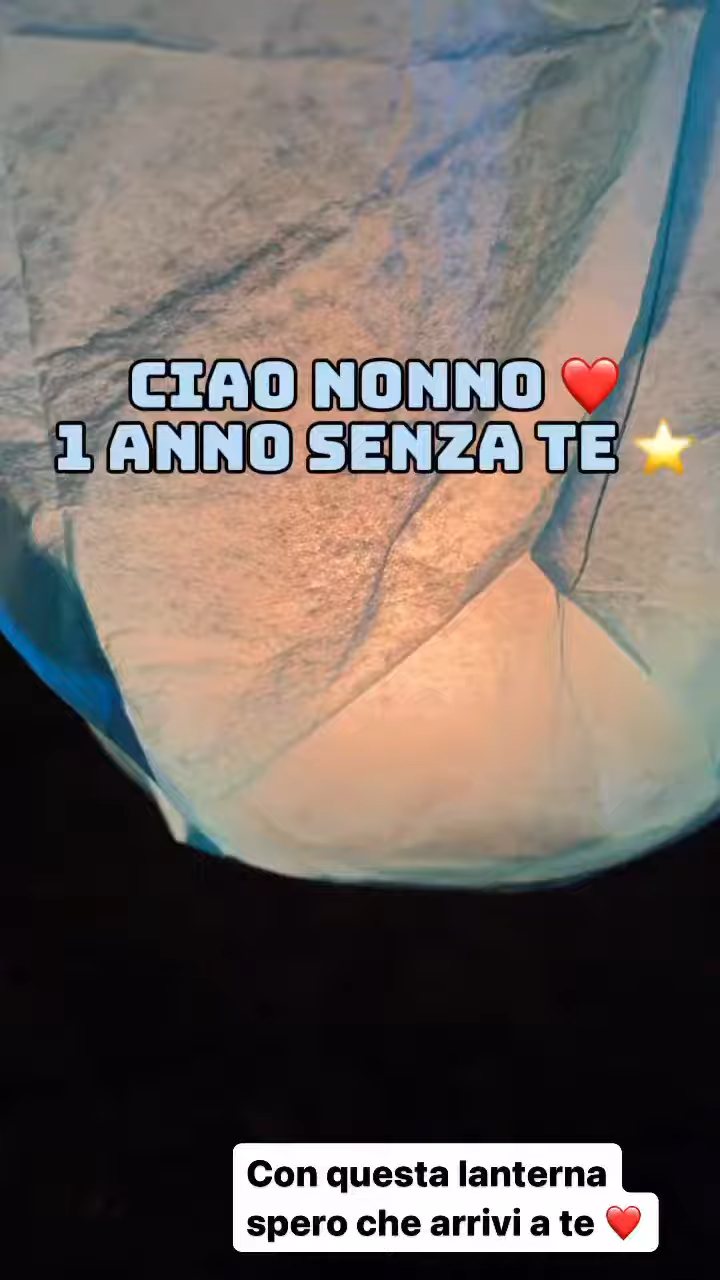 CIAO NONNO ❤️
1 ANNO SENZA TE ⭐
Con questa lanterna
spero che arrivi a te ❤️